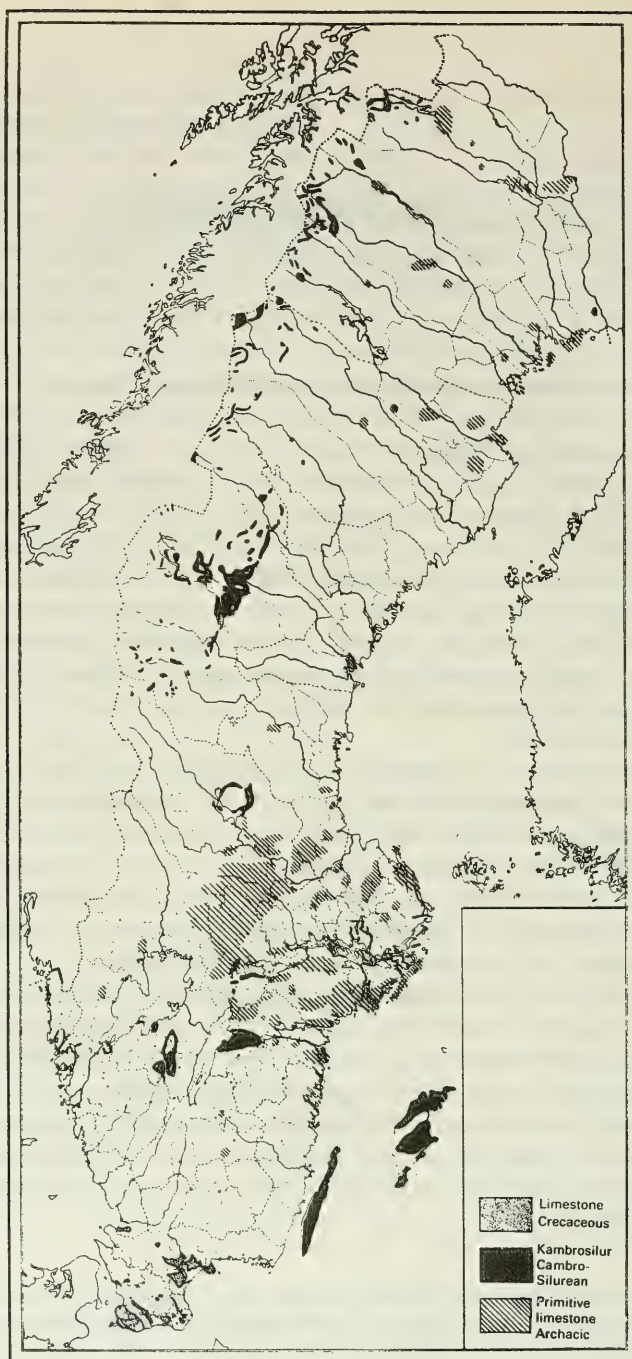 Limestone
Crecaceous
Kambrosilur
Cambro-
Silurean
Primitive
limestone
Archacic